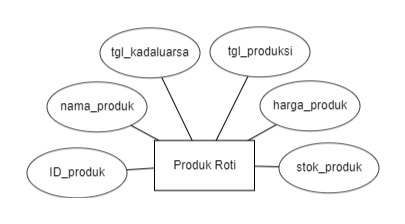 tgl_kadaluarsa
tgl_produksi
nama_produk
harga_produk
ID_produk
Produk Roti
stok_produk